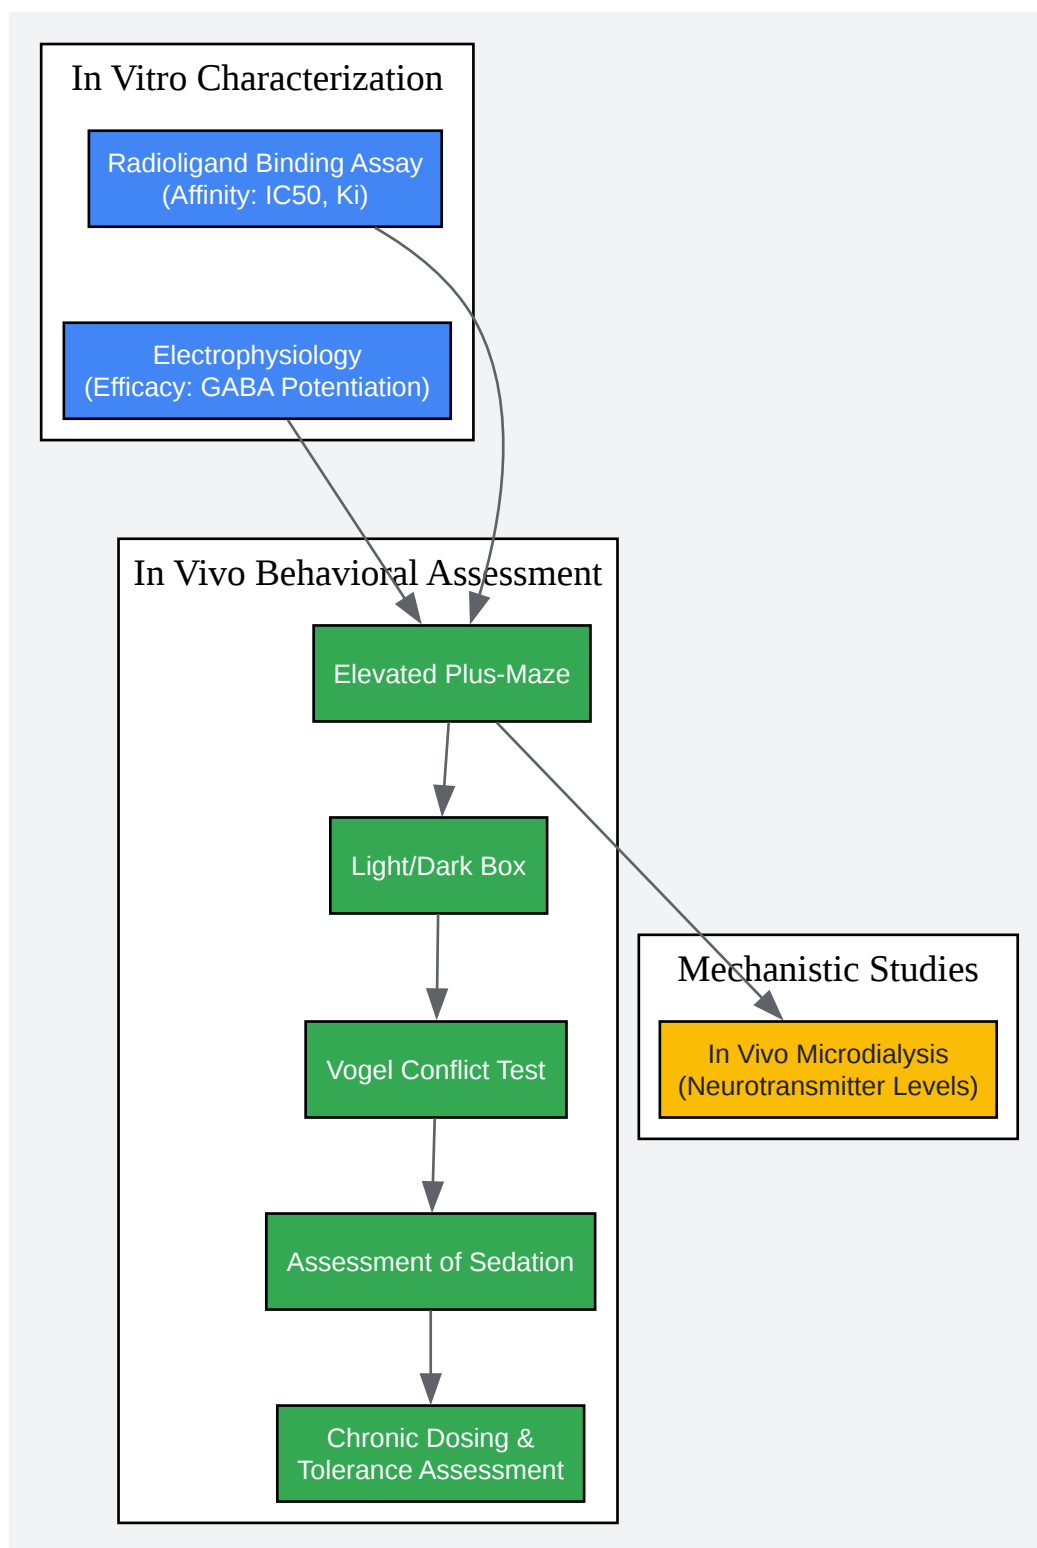 In Vitro Characterization
Radioligand Binding Assay
(Affinity: IC50, Ki)
Electrophysiology
(Efficacy: GABA Potentiation)
In Vivo Behavioral Assessment
Elevated Plus-Maze
Light/Dark Box
Mechanistic Studies
In Vivo Microdialysis
(Neurotransmitter Levels)
Vogel Conflict Test
Assessment of Sedation
Chronic Dosing &
Tolerance Assessment